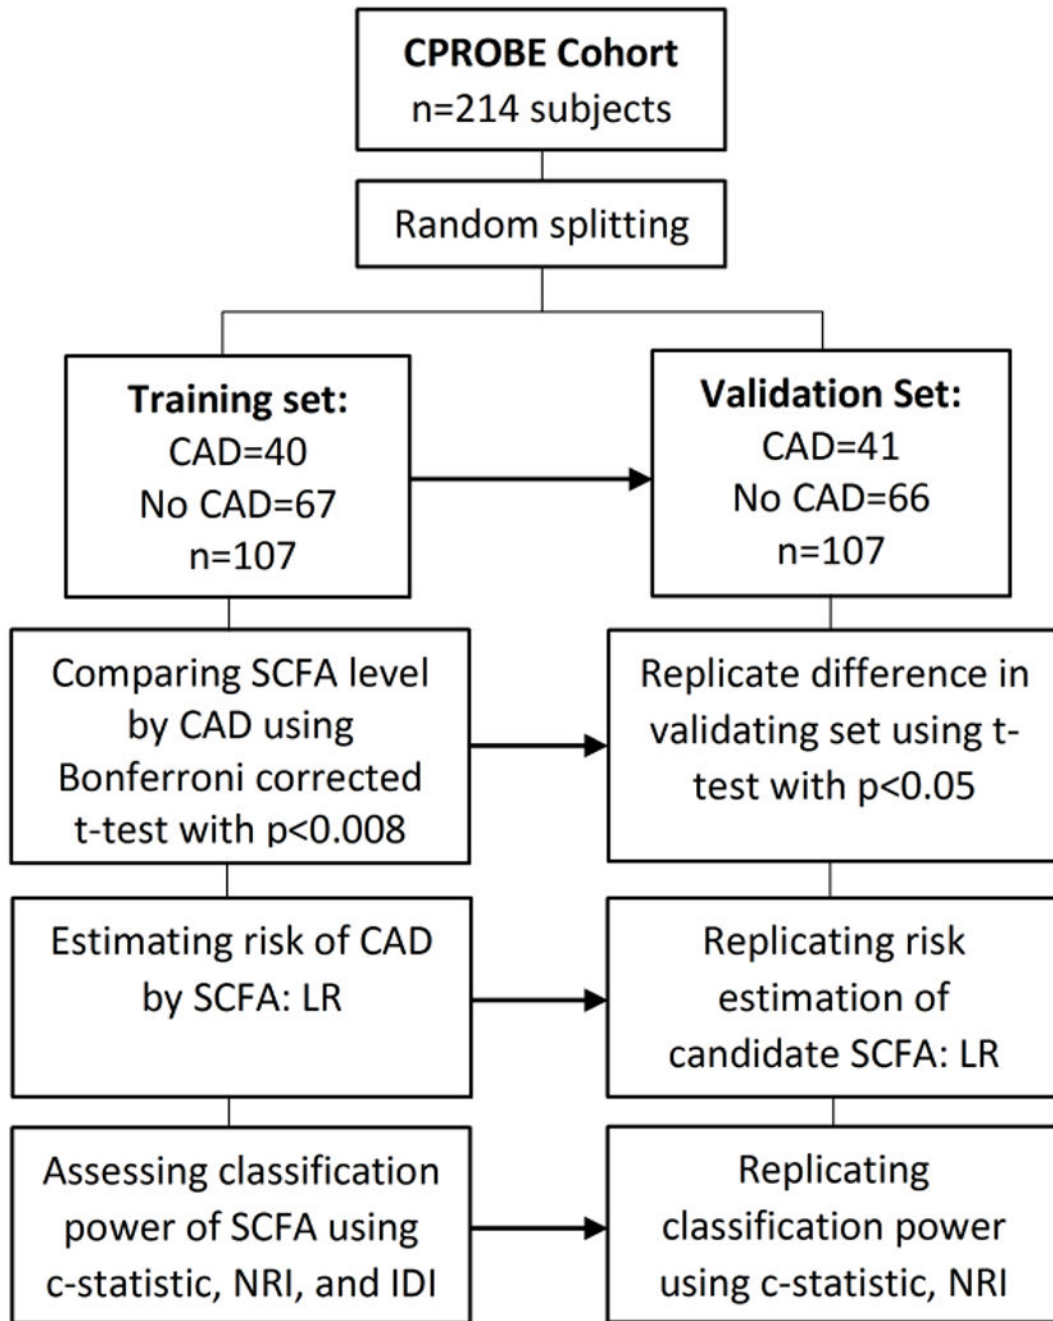 CPROBE Cohort
n=214 subjects
Random splitting
Training set:
CAD=40
No CAD=67
n=107
Validation Set:
CAD=41
No CAD=66
n=107
Comparing SCFA level
by CAD using
Bonferroni corrected
t-test with p<0.008
Replicate difference in
validating set using t-
test with p<0.05
Estimating risk of CAD
by SCFA: LR
Replicating risk
estimation of
candidate SCFA: LR
Assessing classification
power of SCFA using
c-statistic, NRI, and IDI
Replicating
classification power
using c-statistic, NRI